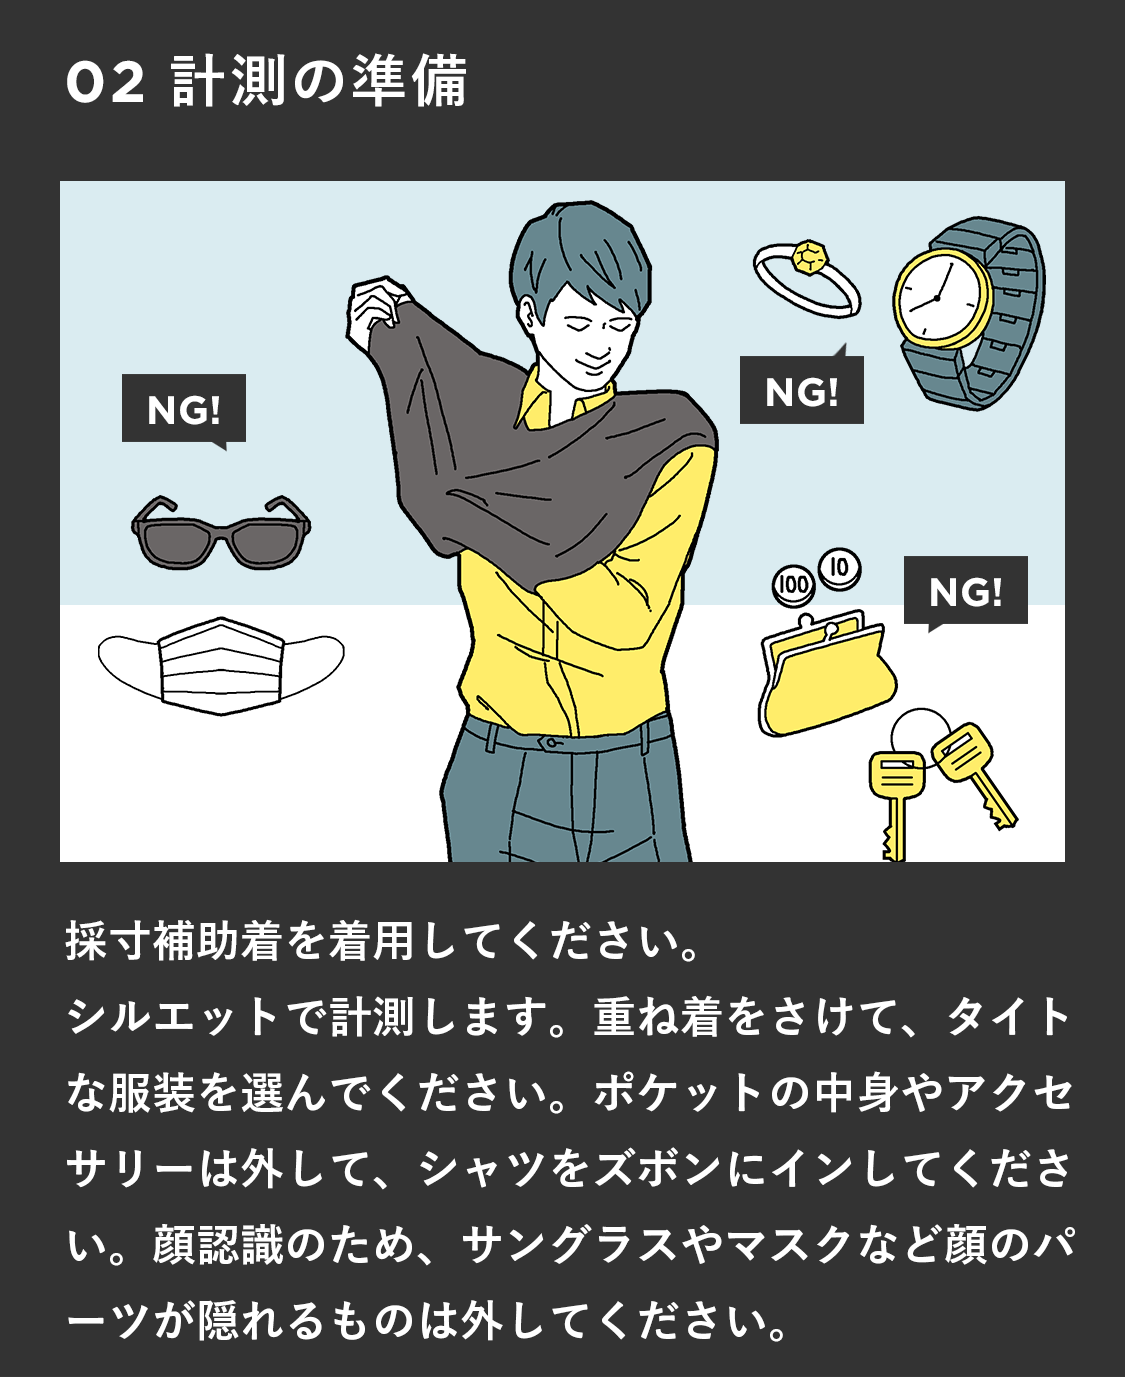 02 計測の準備
NG!
NG!
100
10
NG!
採寸補助着を着用してください。
シルエットで計測します。重ね着をさけて、タイト
な服装を選んでください。ポケットの中身やアクセ
サリーは外して、シャツをズボンにインしてくださ
い。顔認識のため、サングラスやマスクなど顔のパ
ーツが隠れるものは外してください。